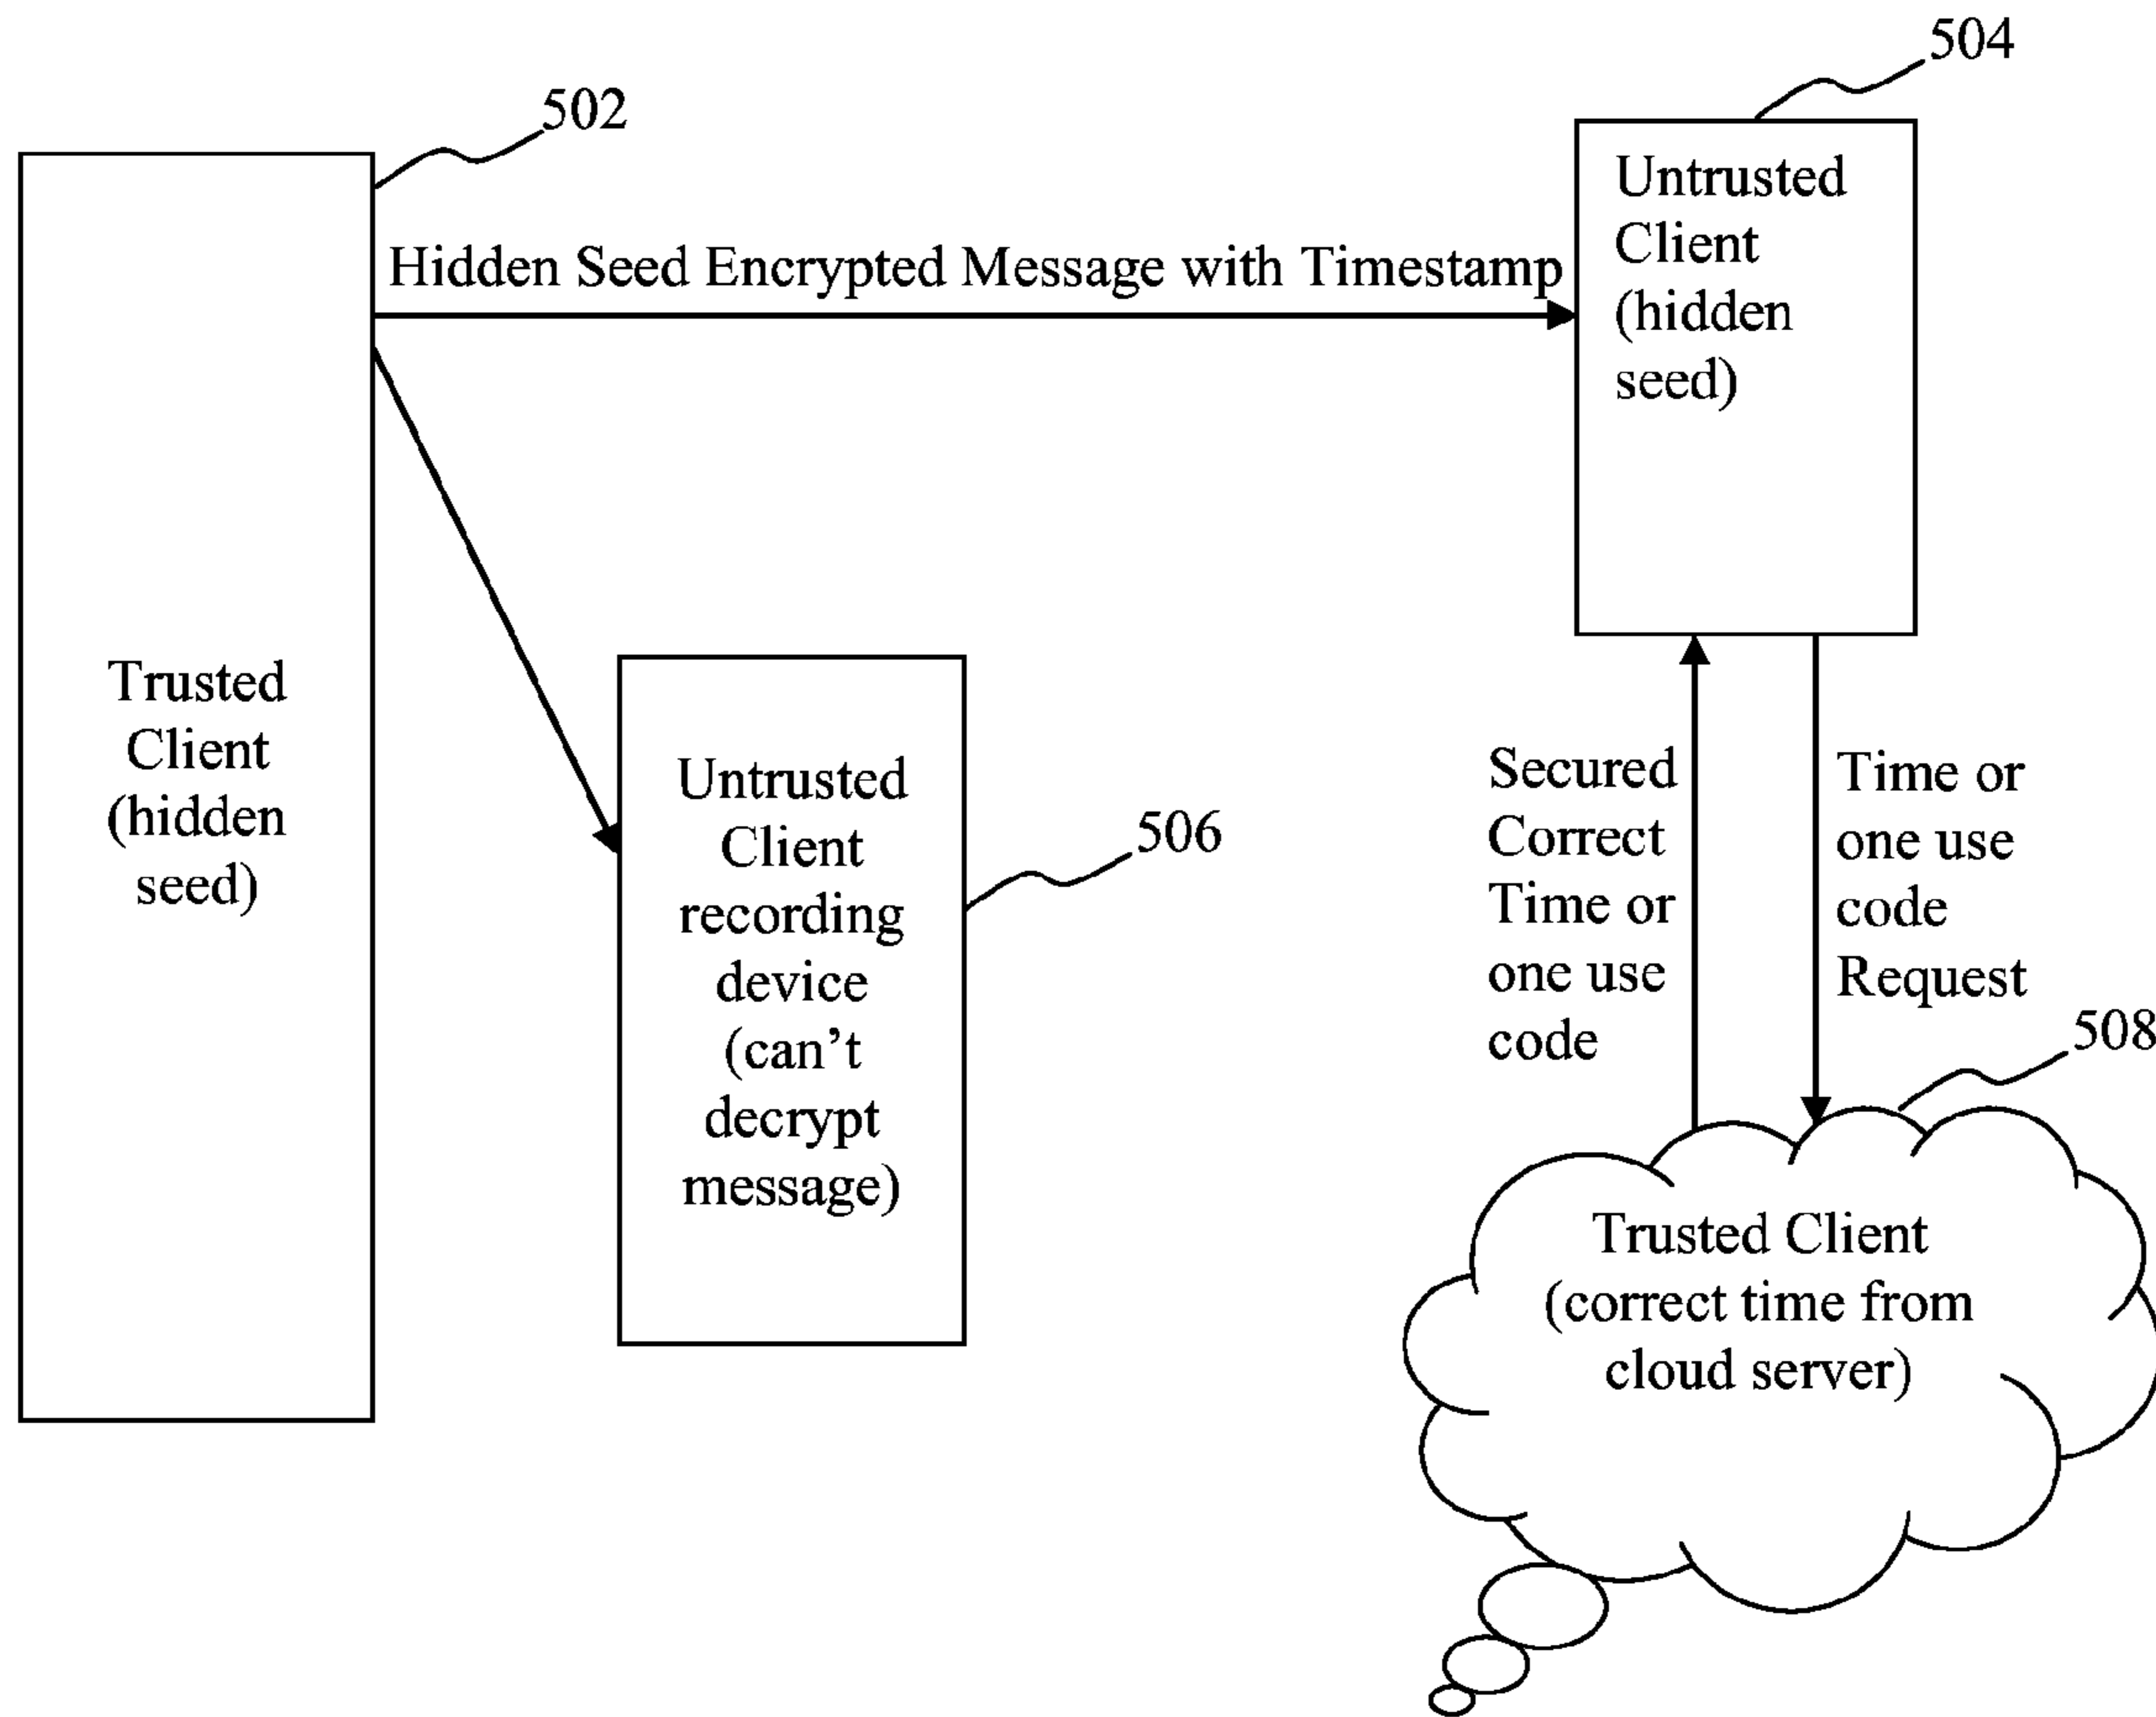 504
502
Untrusted
Client
(hidden
seed)
Hidden Seed Encrypted Message with Timestamp
Trusted
Client
(hidden
seed)
Untrusted
Client
recording
device
(can't
decrypt
message)
506
Secured
Correct
Time or
one use
code
Time or
one use
code
Request
508
Trusted Client
(correct time from
cloud server)